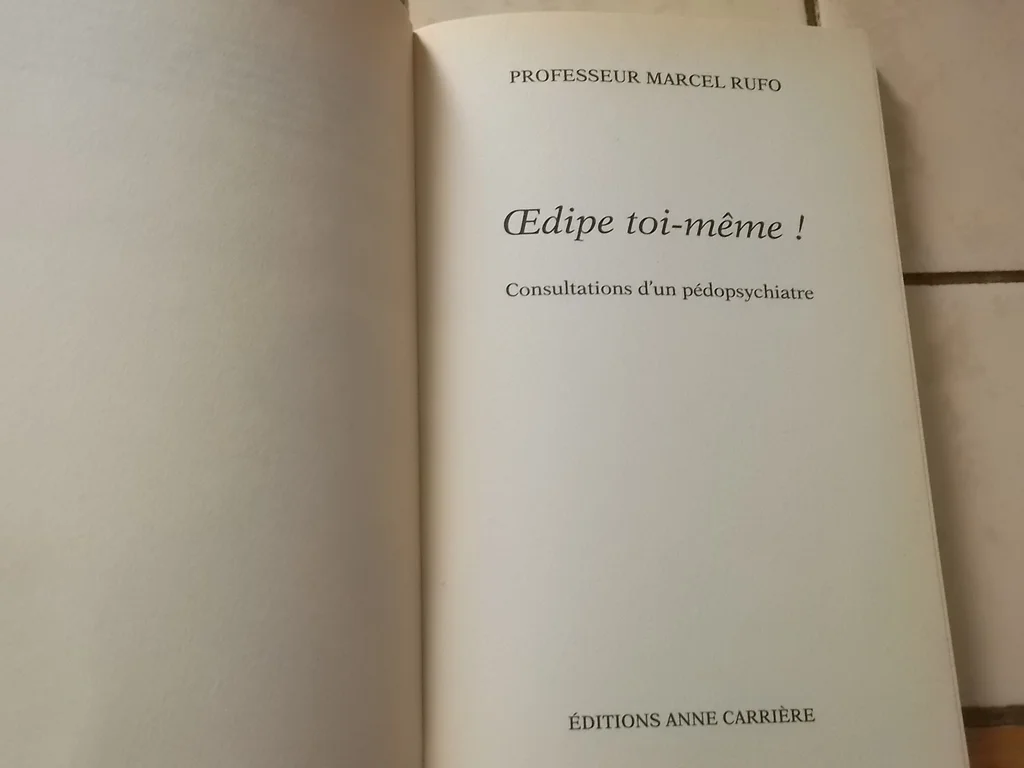 PROFESSEUR MARCEL RUFO
Œdipe toi-même !
Consultations d'un pédopsychiatre
ÉDITIONS ANNE CARRIÈRE